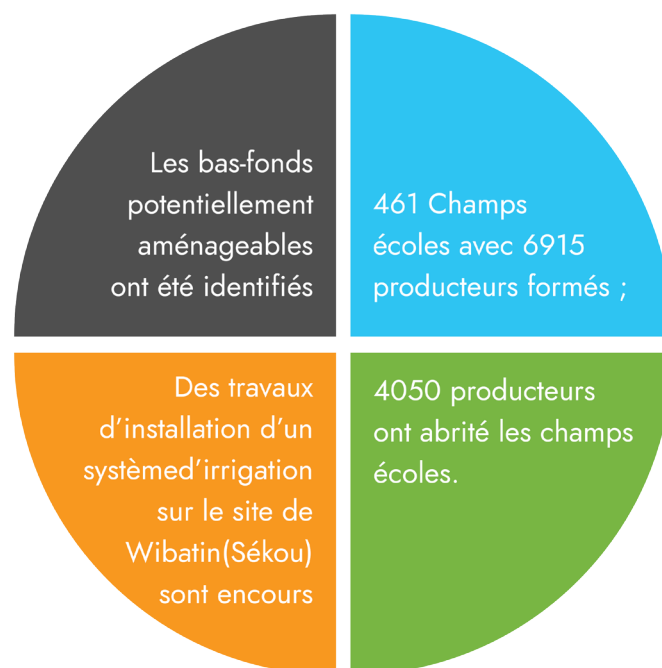 Les bas-fonds
potentiellement
aménageables
ont été identifiés
461 Champs
écoles avec 6915
producteurs formés ;
Des travaux
d’installation d’un
systèmed’irrigation
sur le site de
Wibatin(Sékou)
sont encours
4050 producteurs
ont abrité les champs
écoles.